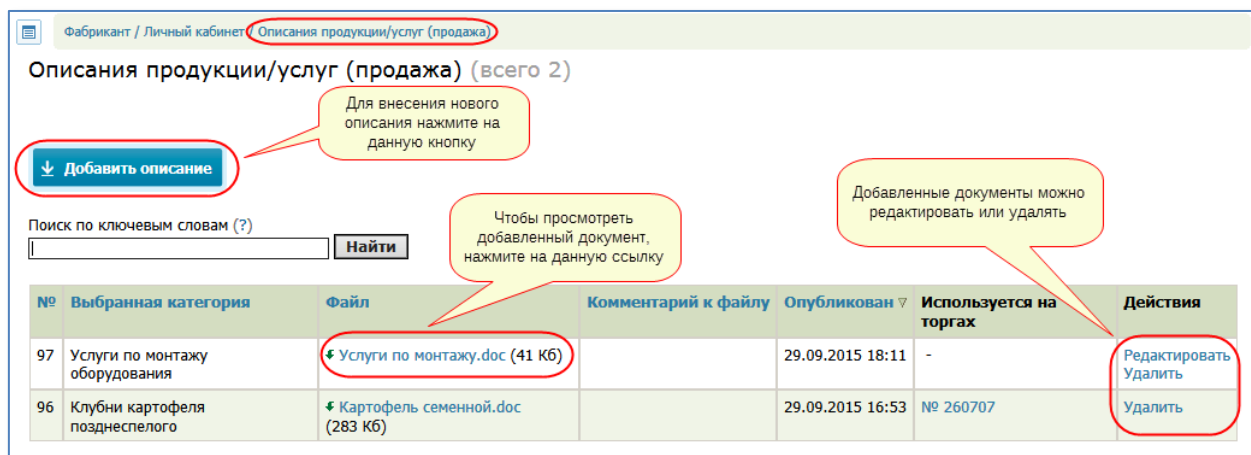 Фабрикант / Личный кабинет / Описания продукции/услуг (продажа)
Описания продукции/услуг (продажа) (всего 2)
Для внесения нового
описания нажмите на
данную кнопку
Добавить описание
Добавленные документы можно
редактировать или удалять
Чтобы просмотреть
добавленный документ,
нажмите на данную ссылку
Поиск по ключевым словам (?)
Найти
№ Выбранная категория Файл Комментарий к файлу Опубликован Используется на торгах Действия
97 Услуги по монтажу оборудования Услуги по монтажу.doc (41 Кб) 29.09.2015 18:11 - Редактировать
Удалить
96 Клубни картофеля позднеспелого Картофель семенной.doc (283 Кб) 29.09.2015 16:53 № 260707 Удалить